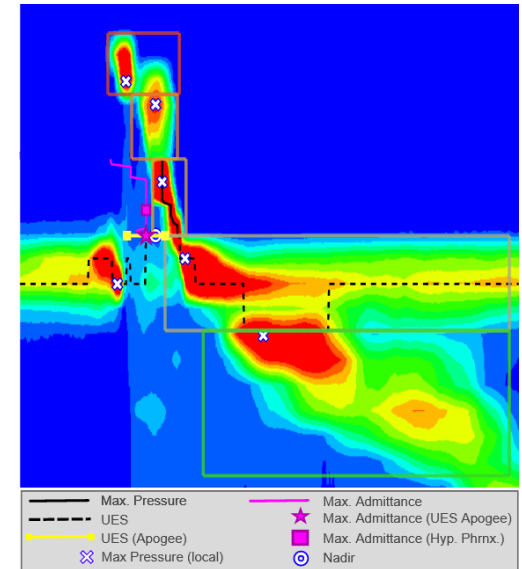 Max. Pressure
Max. Admittance
UES
Max. Admittance (UES Apogee)
UES (Apogee)
Max. Admittance (Hyp. Phrnx.)
Max Pressure (local)
Nadir